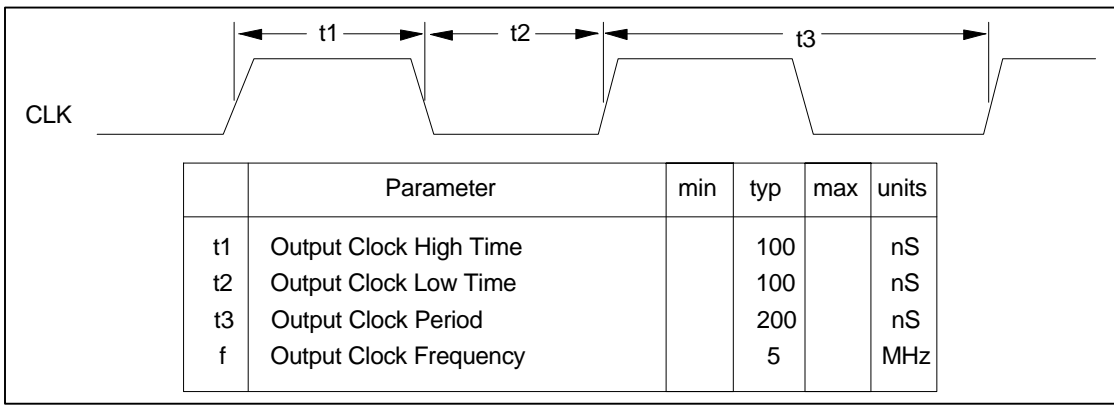 t1 t2 t3
CLK
Parameter min typ max units
t1 Output Clock High Time 100 nS
t2 Output Clock Low Time 100 nS
t3 Output Clock Period 200 nS
f Output Clock Frequency 5 MHz